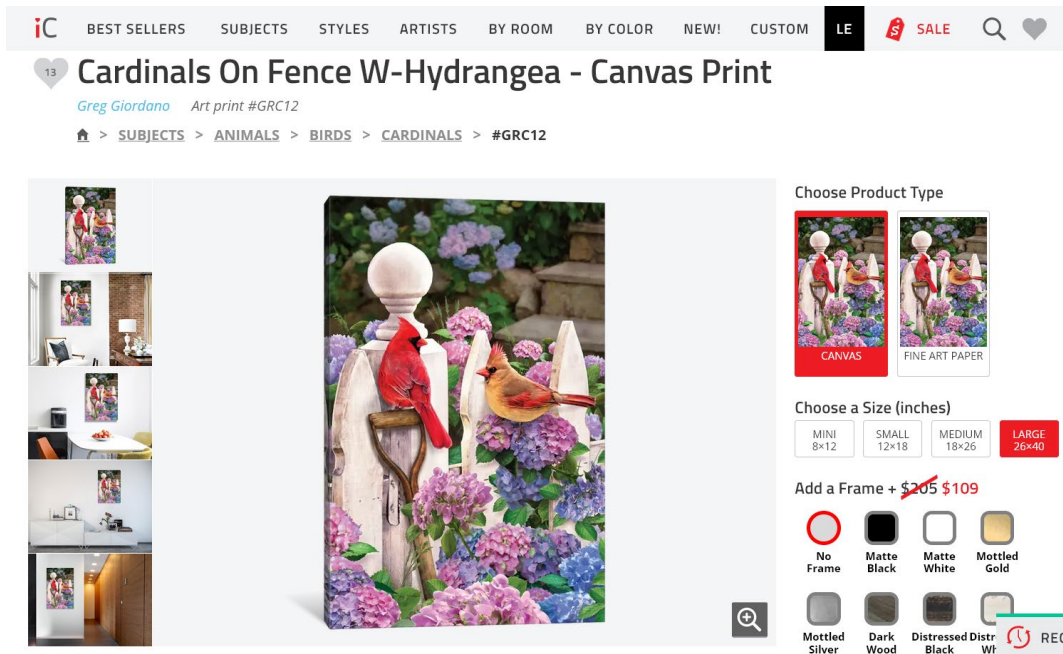 iC BEST SELLERS SUBJECTS STYLES ARTISTS BY ROOM BY COLOR NEW! CUSTOM LE $ SALE
13 Cardinals On Fence W-Hydrangea - Canvas Print
Greg Giordano Art print #GRC12
> SUBJECTS > ANIMALS > BIRDS > CARDINALS > #GRC12
Choose Product Type
CANVAS FINE ART PAPER
Choose a Size (inches)
MINI SMALL MEDIUM LARGE
8×12 12×18 18×26 26×40
Add a Frame + $205 $109
No Matte Matte Mottled
Frame Black White Gold
Mottled Dark Distressed Distr
Silver Wood Black Wh
REC